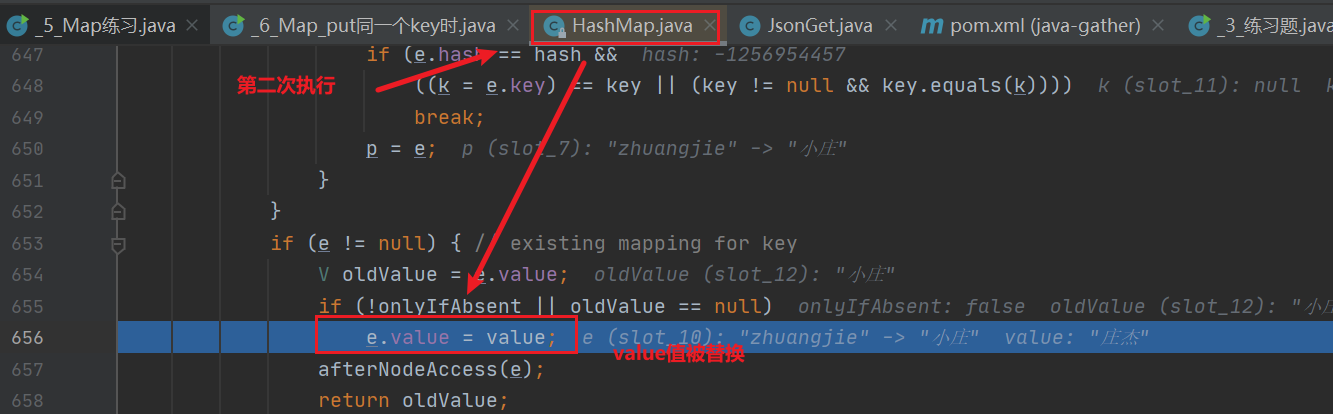 _5_Map练习.java
_6_Map_put同一个key时.java
HashMap.java
JsonGet.java
pom.xml (java-gather)
_3_练习题.java
647 if (e.hash == hash && hash: -1256954457
第二次执行
648 ((k = e.key) == key || (key != null && key.equals(k)))) k (slot_11): null k
649 break;
650 p = e; p (slot_7): "zhuangjie" -> "小庄"
651 }
652 }
653 if (e != null) { // existing mapping for key
654 V oldValue = e.value; oldValue (slot_12): "小庄"
655 if (!onlyIfAbsent || oldValue == null) onlyIfAbsent: false oldValue (slot_12): "小庄
656 e.value = value; e (slot_10): "zhuangjie" -> "小庄" value: "庄杰"
value值被替换
657 afterNodeAccess(e);
658 return oldValue;